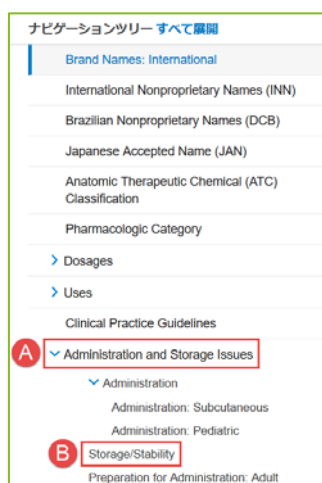 ナビゲーションツリー すべて展開
Brand Names: International
International Nonproprietary Names (INN)
Brazilian Nonproprietary Names (DCB)
Japanese Accepted Name (JAN)
Anatomic Therapeutic Chemical (ATC)
Classification
Pharmacologic Category
Dosages
Uses
Clinical Practice Guidelines
A Administration and Storage Issues
Administration
Administration: Subcutaneous
Administration: Pediatric
B Storage/Stability
Preparation for Administration: Adult